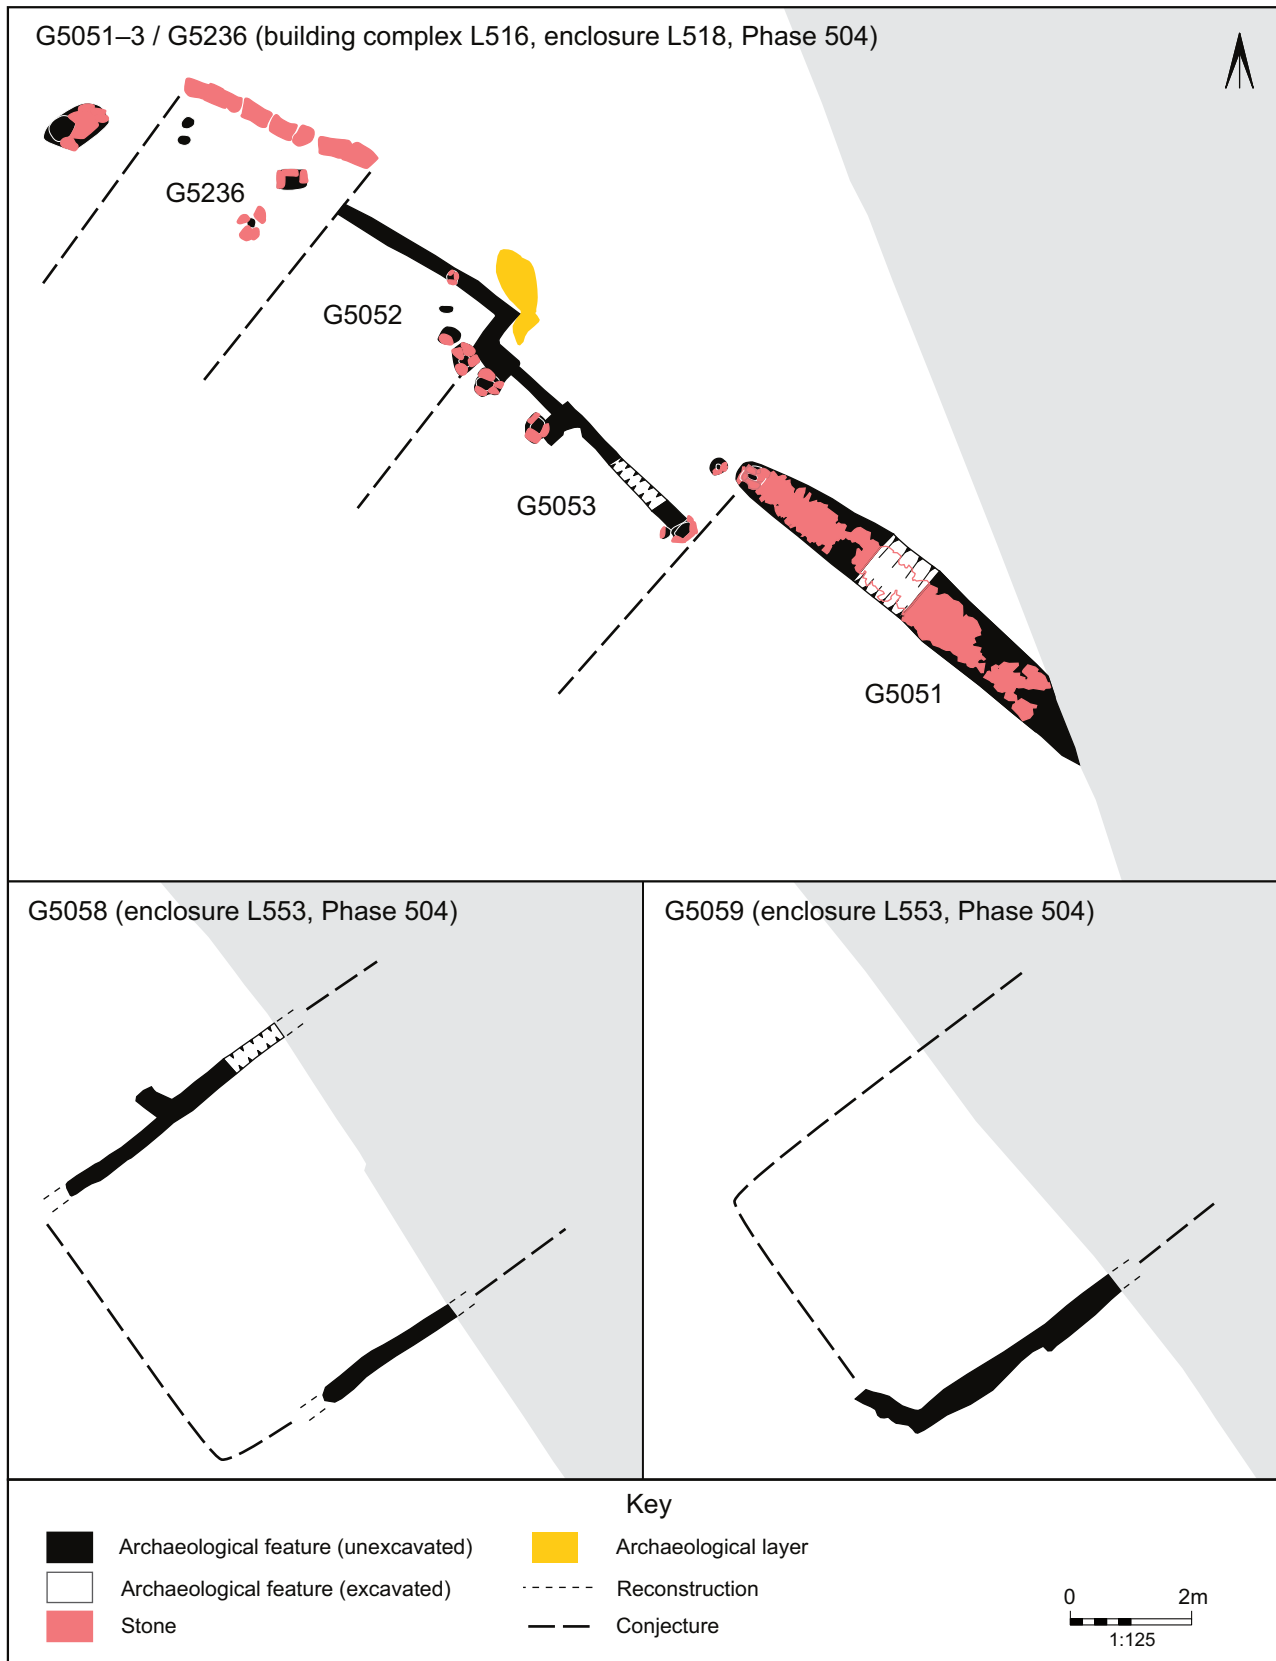 G5051–3 / G5236 (building complex L516, enclosure L518, Phase 504)
G5236
G5052
G5053
G5051
G5058 (enclosure L553, Phase 504)
G5059 (enclosure L553, Phase 504)
Key
Archaeological feature (unexcavated)
Archaeological feature (excavated)
Stone
Archaeological layer
Reconstruction
Conjecture
0 2m
1:125